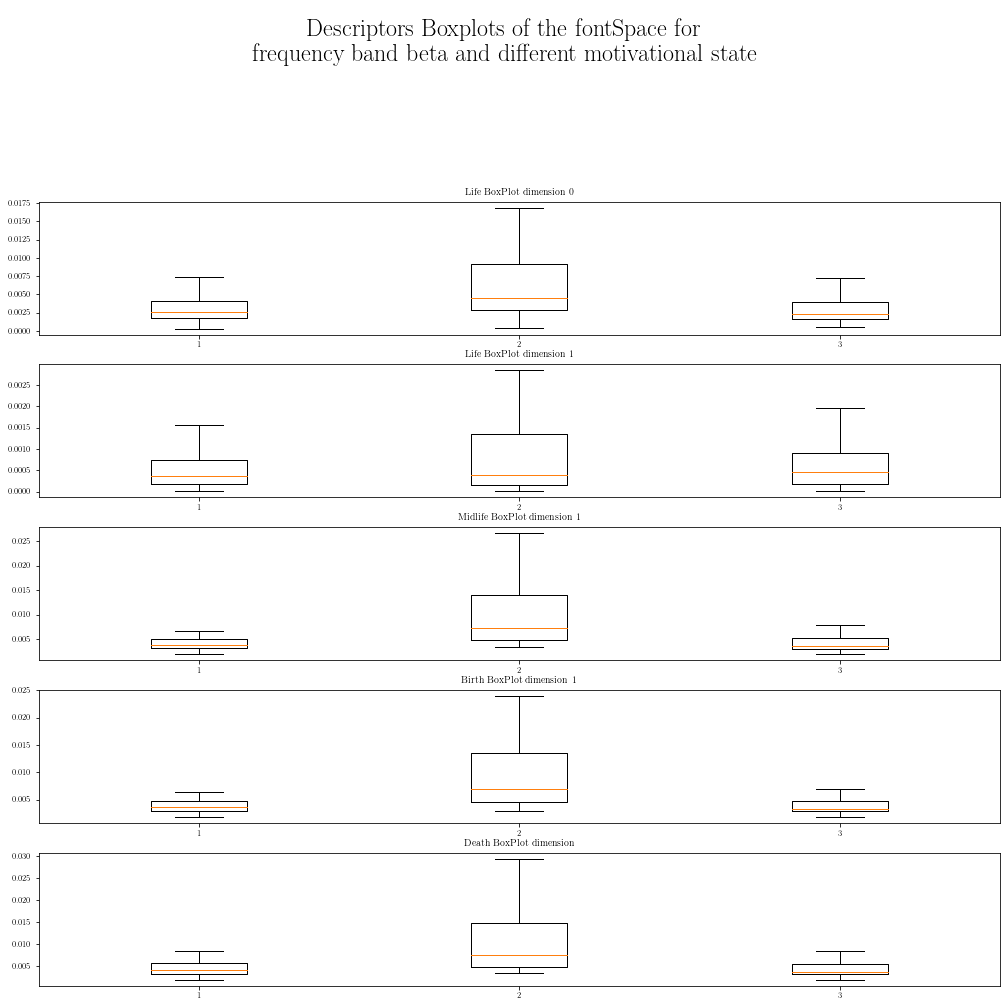 Descriptors Boxplots of the fontSpace for
frequency band beta and different motivational state
Life BoxPlot dimension 0
0.0175
0.0150
0.0125
0.0100
0.0075
0.0050
0.0025
0.0000
1 2 3
Life BoxPlot dimension 1
0.0025
0.0020
0.0015
0.0010
0.0005
0.0000
1 2 3
Midlife BoxPlot dimension 1
0.025
0.020
0.015
0.010
0.005
1 2 3
Birth BoxPlot dimension 1
0.025
0.020
0.015
0.010
0.005
1 2 3
Death BoxPlot dimension
0.030
0.025
0.020
0.015
0.010
0.005
1 2 3